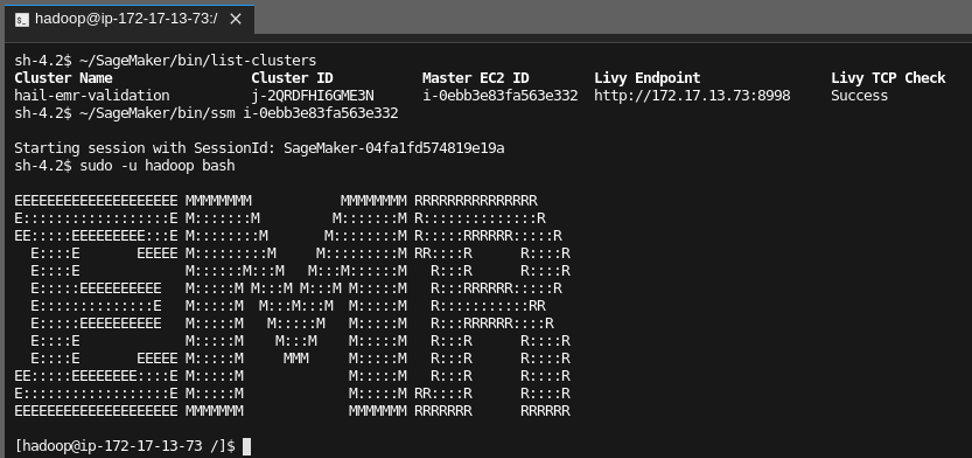 hadoop@ip-172-17-13-73:/ ×
sh-4.2$ ~/SageMaker/bin/list-clusters
Cluster Name Cluster ID Master EC2 ID Livy Endpoint Livy TCP Check
hail-emr-validation j-2QRDFHI6GME3N i-0ebb3e83fa563e332 http://172.17.13.73:8998 Success
sh-4.2$ ~/SageMaker/bin/ssm i-0ebb3e83fa563e332
Starting session with SessionId: SageMaker-04fa1fd574819e19a
sh-4.2$ sudo -u hadoop bash
EEEEEEEEEEEEEEEEEEEE MMMMMMMM           MMMMMMMM RRRRRRRRRRRRRRR
E::::::::::::::::::E M:::::::M         M:::::::M R::::::::::::::R
EE:::::EEEEEEEEE:::E M::::::::M       M::::::::M R:::::RRRRRR:::::R
  E::::E       EEEEE M:::::::::M     M:::::::::M RR::::R      R::::R
  E::::E             M::::::M:::M   M:::M::::::M   R:::R      R::::R
  E:::::EEEEEEEEEE   M:::::M M:::M M:::M M:::::M   R:::RRRRRR:::::R
  E::::::::::::::E   M:::::M  M:::M:::M  M:::::M   R:::::::::::RR
  E:::::EEEEEEEEEE   M:::::M   M:::::M   M:::::M   R:::RRRRRR::::R
  E::::E             M:::::M    M:::M    M:::::M   R:::R      R::::R
  E::::E       EEEEE M:::::M     MMM     M:::::M   R:::R      R::::R
EE:::::EEEEEEEE::::E M:::::M             M:::::M   R:::R      R::::R
E::::::::::::::::::E M:::::M             M:::::M RR::::R      R::::R
EEEEEEEEEEEEEEEEEEEE MMMMMMM             MMMMMMM RRRRRRR      RRRRRR
[hadoop@ip-172-17-13-73 /]$